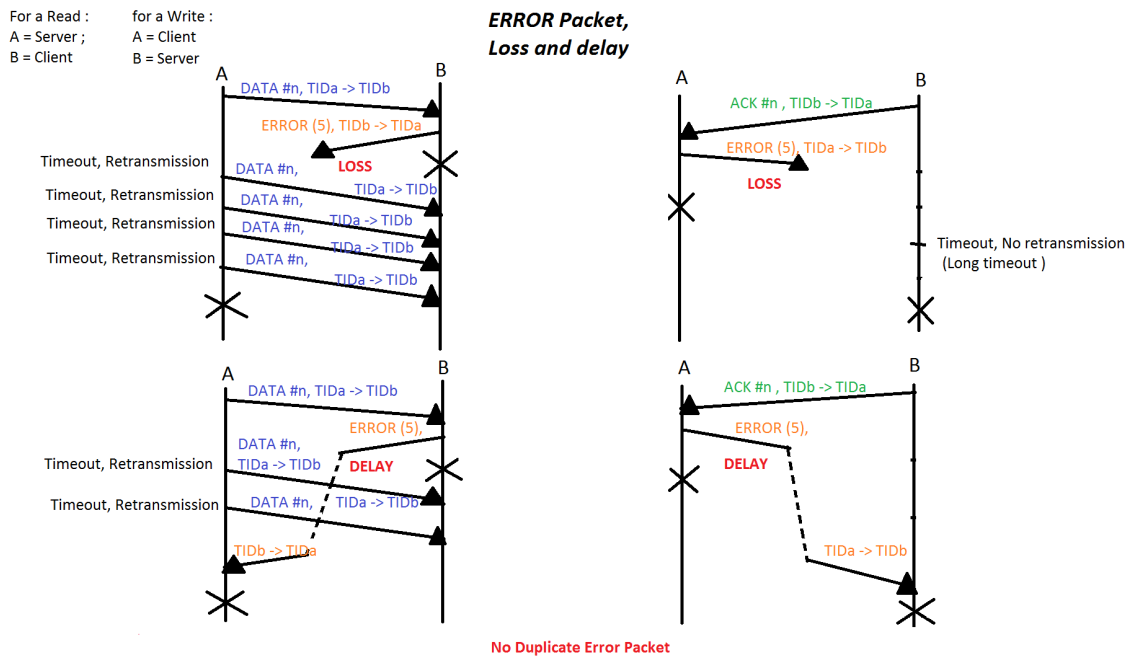 For a Read :
A = Server ;
B = Client
for a Write :
A = Client
B = Server
ERROR Packet,
Loss and delay
A
B
DATA #n, TIDa -> TIDb
ERROR (5), TIDb -> TIDa
LOSS
Timeout, Retransmission
DATA #n,
TIDa -> TIDb
Timeout, Retransmission
DATA #n,
TIDa -> TIDb
Timeout, Retransmission
DATA #n,
TIDa -> TIDb
Timeout, Retransmission
DATA #n,
TIDa -> TIDb
A
B
ACK #n , TIDb -> TIDa
ERROR (5), TIDa -> TIDb
LOSS
Timeout, No retransmission
(Long timeout )
A
B
DATA #n, TIDa -> TIDb
ERROR (5),
DELAY
DATA #n,
Timeout, Retransmission
TIDa -> TIDb
Timeout, Retransmission
DATA #n,
TIDa -> TIDb
TIDb -> TIDa
A
B
ACK #n , TIDb -> TIDa
ERROR (5),
DELAY
TIDa -> TIDb
No Duplicate Error Packet